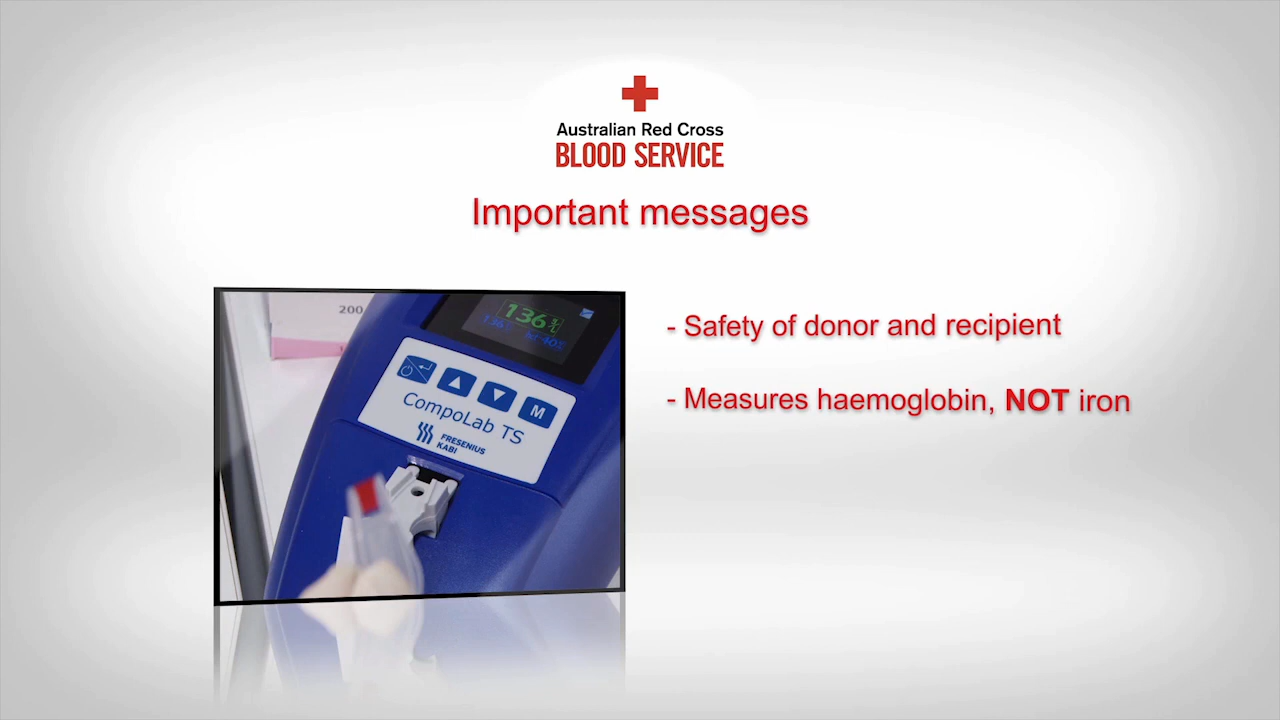 Australian Red Cross
BLOOD SERVICE
Important messages
200
136 g/L
M
CompoLab TS
FRESENIUS
KABI
- Safety of donor and recipient
- Measures haemoglobin, NOT iron